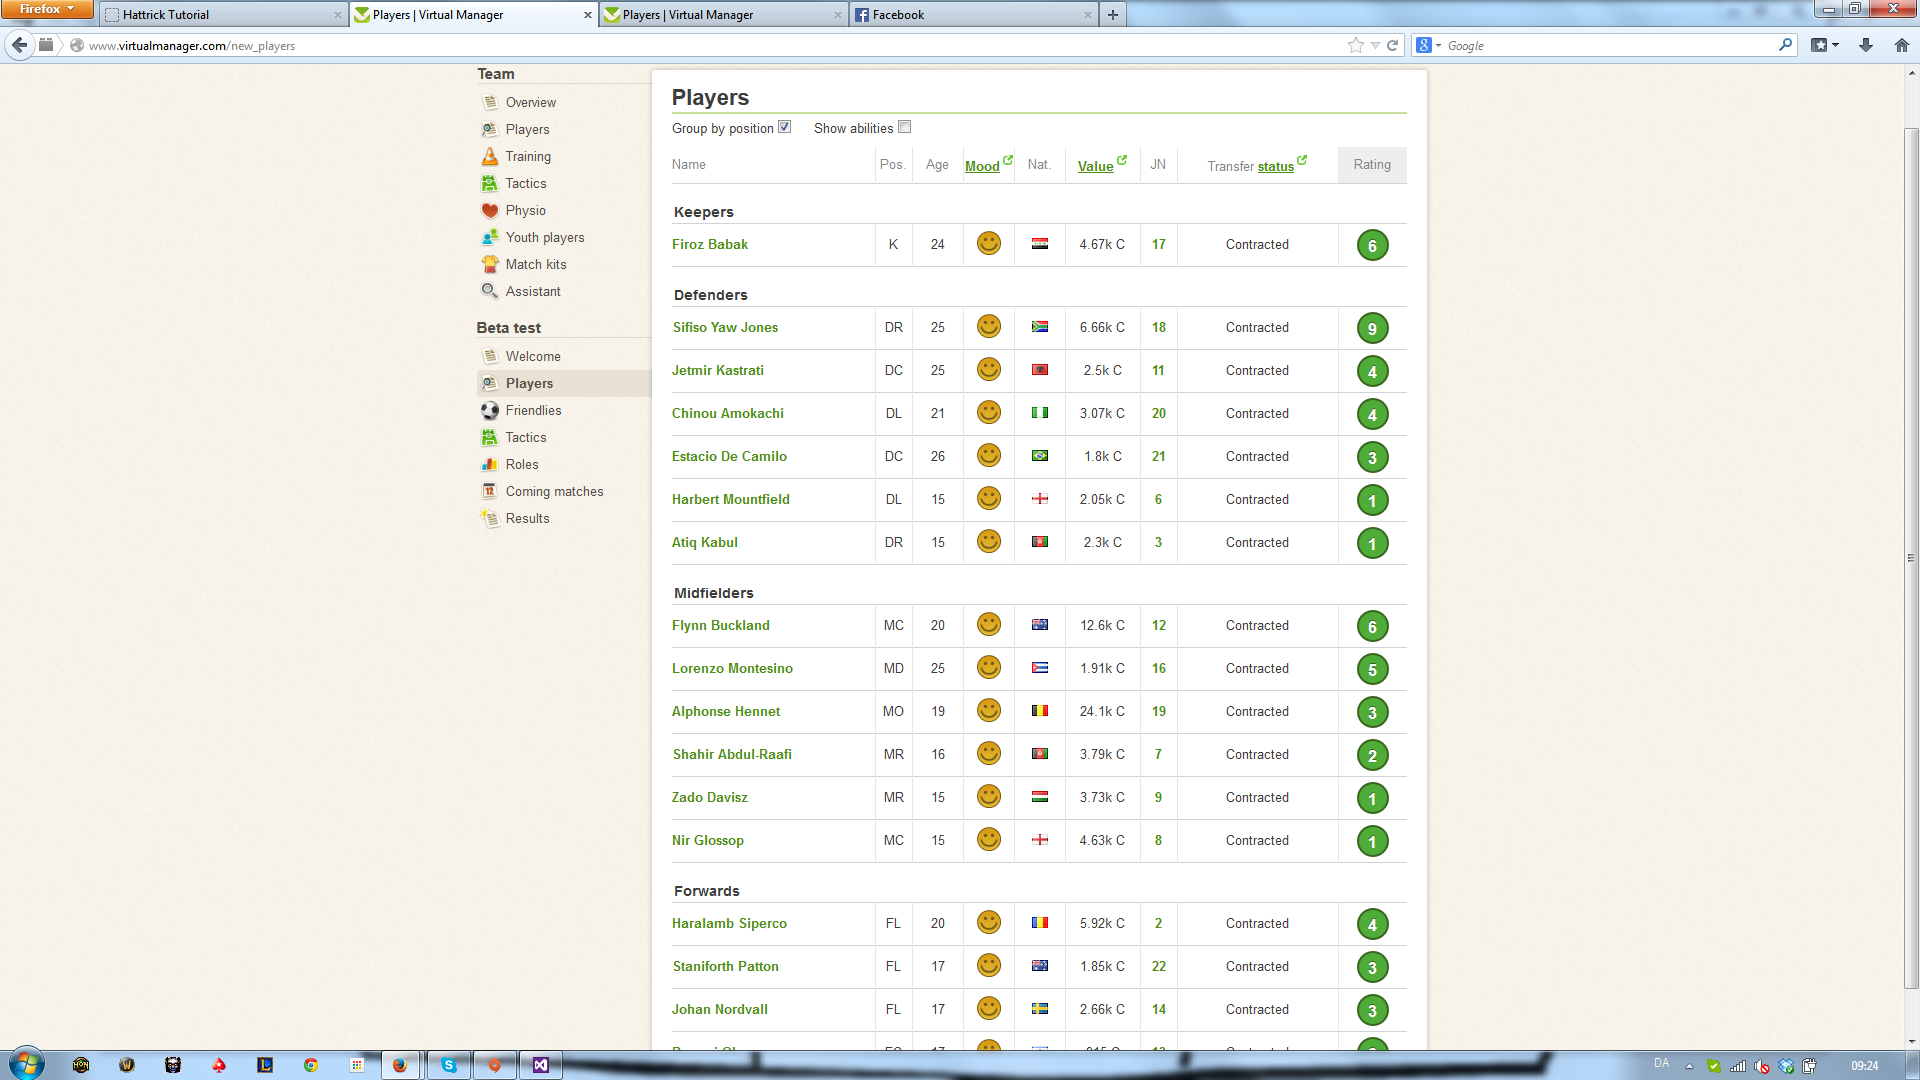 Firefox
Hattrick Tutorial
Players | Virtual Manager
Players | Virtual Manager
Facebook
www.virtualmanager.com/new_players
Google
Team
Overview
Players
Training
Tactics
Physio
Youth players
Match kits
Assistant
Beta test
Welcome
Players
Friendlies
Tactics
Roles
Coming matches
Results
Players
Group by position Show abilities
Name Pos. Age Mood Nat. Value JN Transfer status Rating
Keepers
Firoz Babak K 24 4.67k C 17 Contracted 6
Defenders
Sifiso Yaw Jones DR 25 6.66k C 18 Contracted 9
Jetmir Kastrati DC 25 2.5k C 11 Contracted 4
Chinou Amokachi DL 21 3.07k C 20 Contracted 4
Estacio De Camilo DC 26 1.8k C 21 Contracted 3
Harbert Mountfield DL 15 2.05k C 6 Contracted 1
Atiq Kabul DR 15 2.3k C 3 Contracted 1
Midfielders
Flynn Buckland MC 20 12.6k C 12 Contracted 6
Lorenzo Montesino MD 25 1.91k C 16 Contracted 5
Alphonse Hennet MO 19 24.1k C 19 Contracted 3
Shahir Abdul-Raafi MR 16 3.79k C 7 Contracted 2
Zado Davisz MR 15 3.73k C 9 Contracted 1
Nir Glossop MC 15 4.63k C 8 Contracted 1
Forwards
Haralamb Siperco FL 20 5.92k C 2 Contracted 4
Staniforth Patton FL 17 1.85k C 22 Contracted 3
Johan Nordvall FL 17 2.66k C 14 Contracted 3
DA
09:24